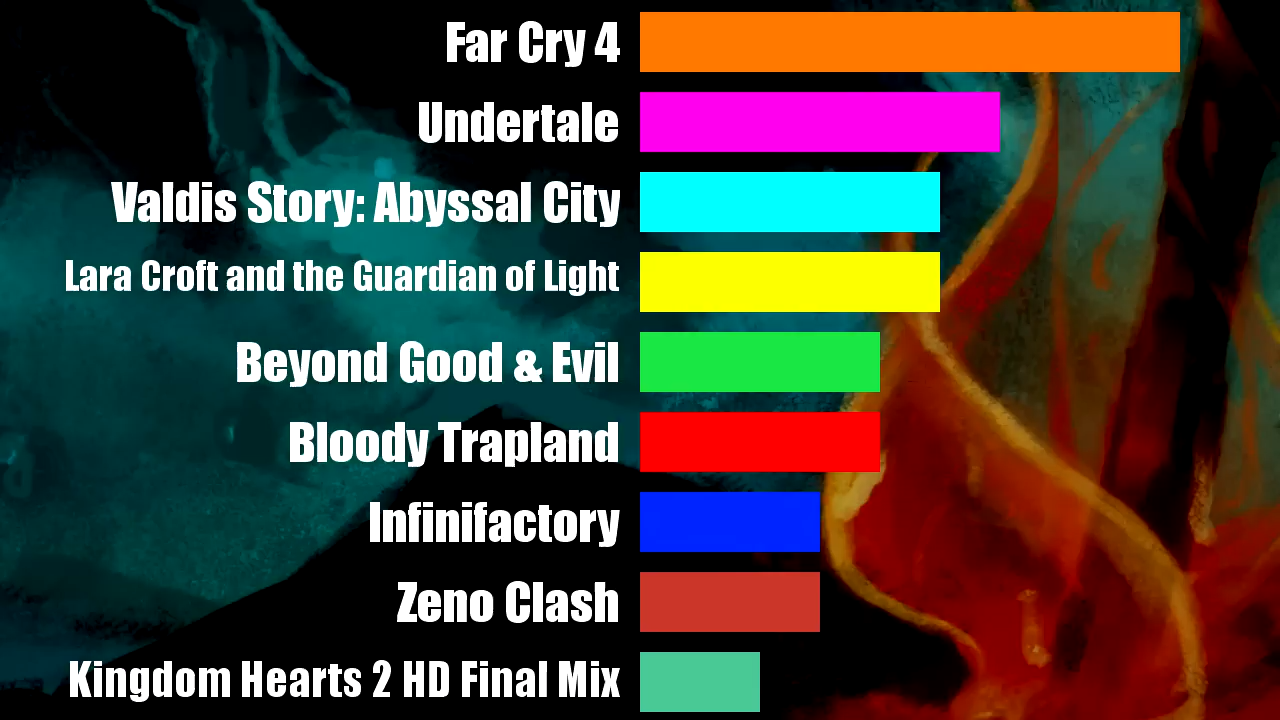 Far Cry 4
Undertale
Valdis Story: Abyssal City
Lara Croft and the Guardian of Light
Beyond Good & Evil
Bloody Trapland
Infinifactory
Zeno Clash
Kingdom Hearts 2 HD Final Mix